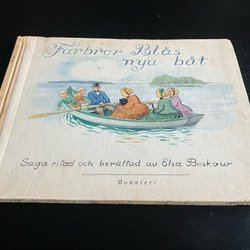 Farbror Blås
nya båt
Saga ritad och berättad av Elsa Beskow
Bonniers